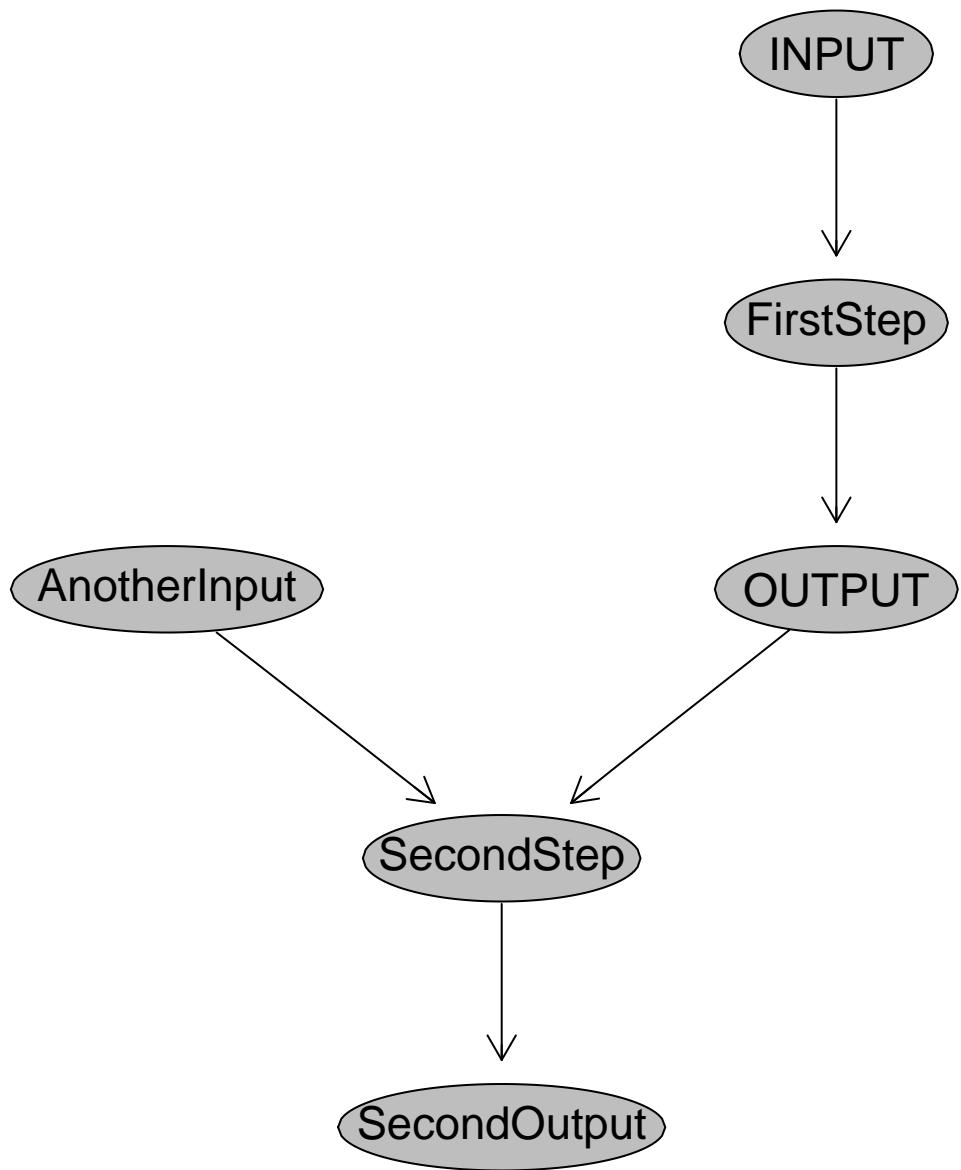 INPUT
FirstStep
AnotherInput
OUTPUT
SecondStep
SecondOutput